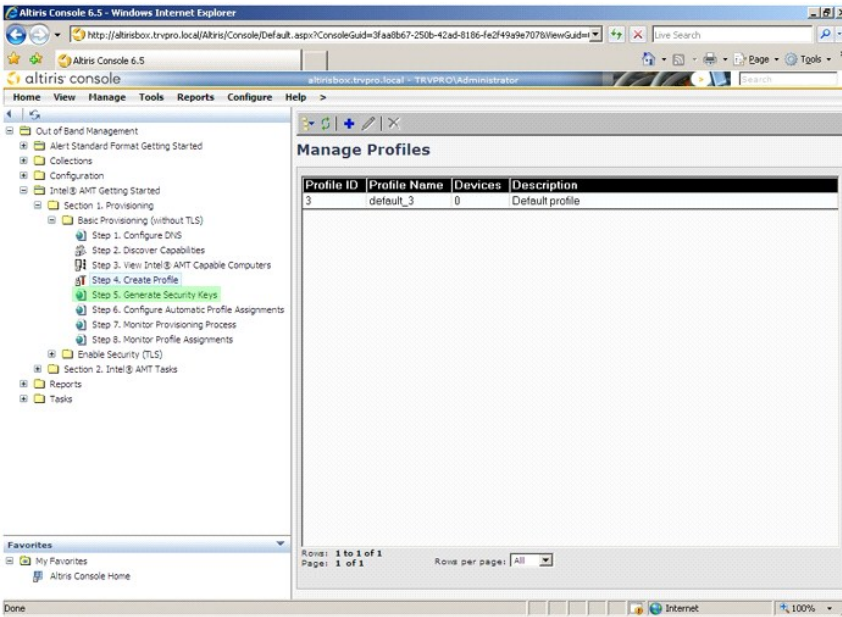 Altiris Console 6.5 - Windows Internet Explorer
http://altirisbox.trvpro.local/Altiris/Console/Default.aspx?ConsoleGuid=3faa8b67-250b-42ad-8186-fe2f49a9e707&ViewGuid=
Live Search
Altiris Console 6.5
Page
Tools
altiris console
altirisbox.trvpro.local - TRVPRO\Administrator
Search
Home View Manage Tools Reports Configure Help >
Out of Band Management
Alert Standard Format Getting Started
Collections
Configuration
Intel® AMT Getting Started
Section 1. Provisioning
Basic Provisioning (without TLS)
Step 1. Configure DNS
Step 2. Discover Capabilities
Step 3. View Intel® AMT Capable Computers
Step 4. Create Profile
Step 5. Generate Security Keys
Step 6. Configure Automatic Profile Assignments
Step 7. Monitor Provisioning Process
Step 8. Monitor Profile Assignments
Enable Security (TLS)
Section 2. Intel® AMT Tasks
Reports
Tasks
Manage Profiles
Profile ID Profile Name Devices Description
3 default_3 0 Default profile
Rows: 1 to 1 of 1
Page: 1 of 1
Rows per page: All
Favorites
My Favorites
Altiris Console Home
Done
Internet
100%